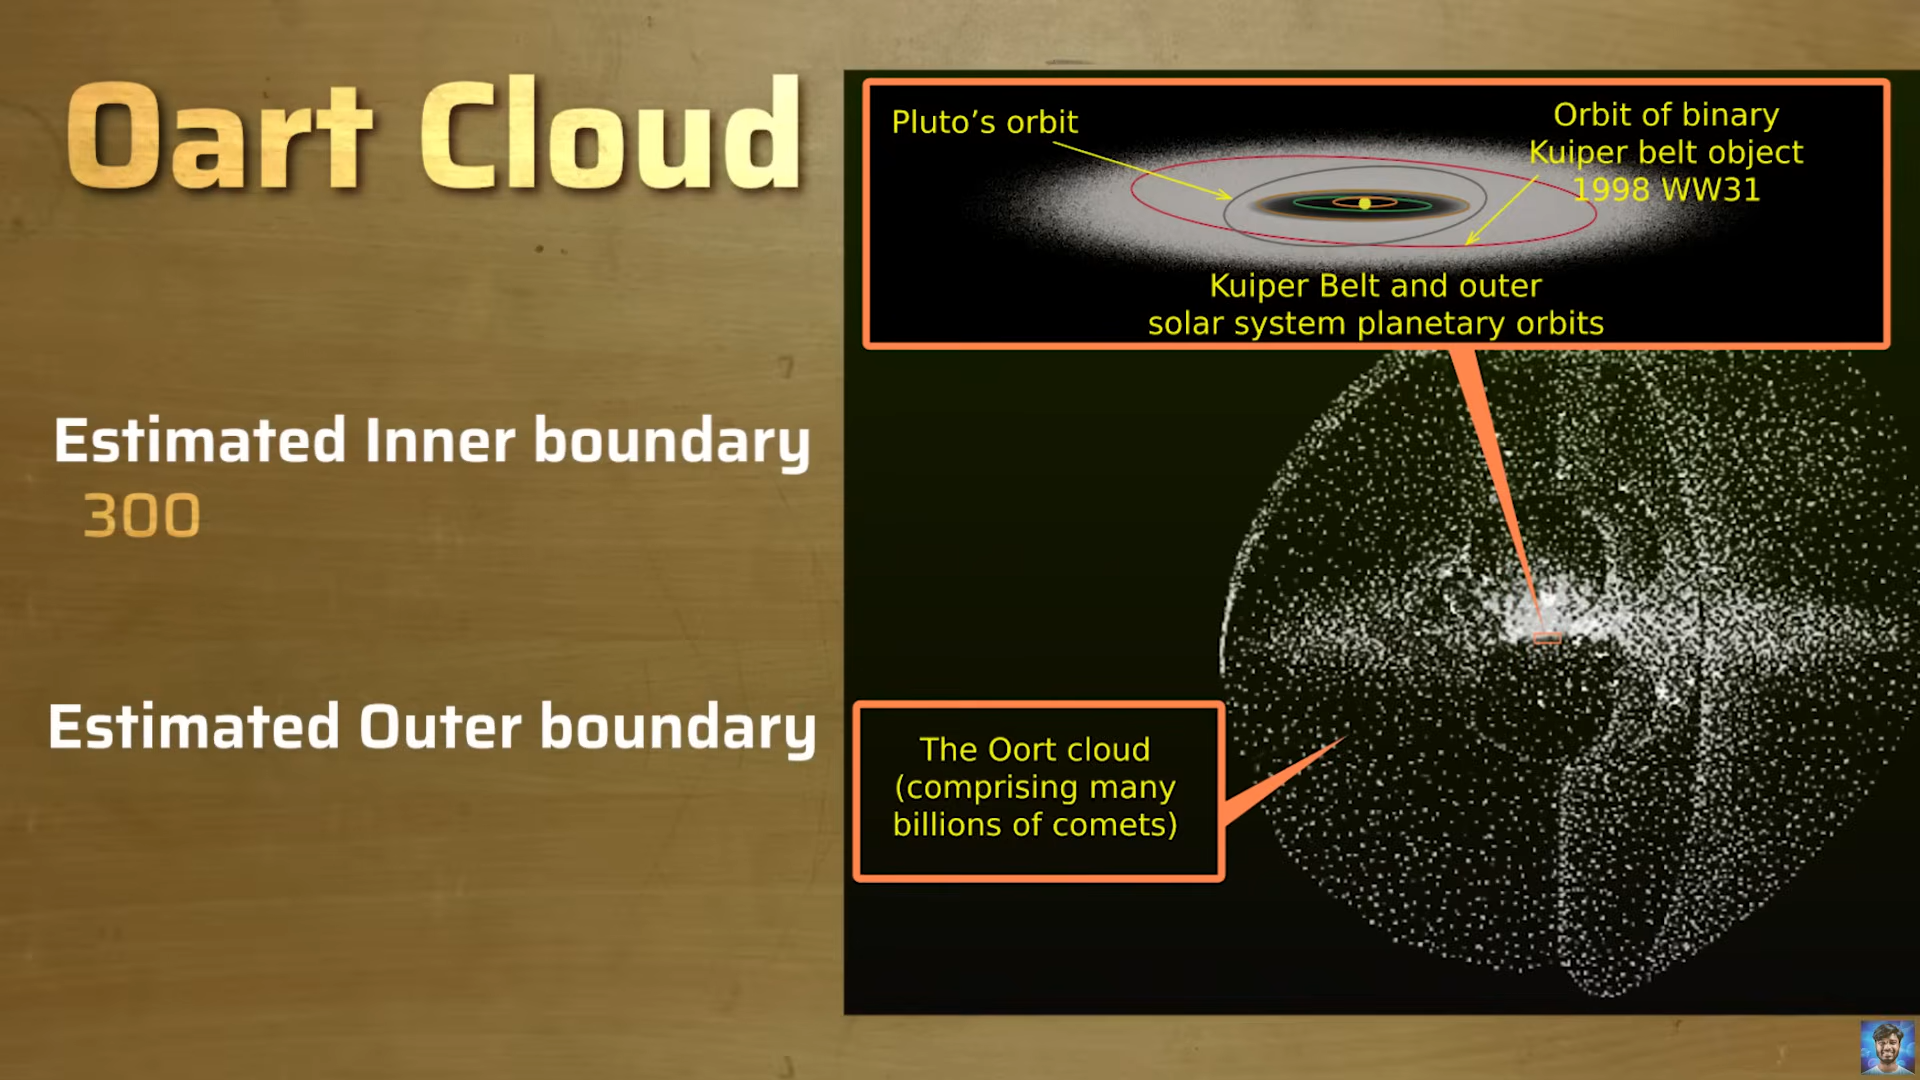 Oart Cloud
Estimated Inner boundary
300
Estimated Outer boundary
Pluto’s orbit
Orbit of binary
Kuiper belt object
1998 WW31
Kuiper Belt and outer
solar system planetary orbits
The Oort cloud
(comprising many
billions of comets)